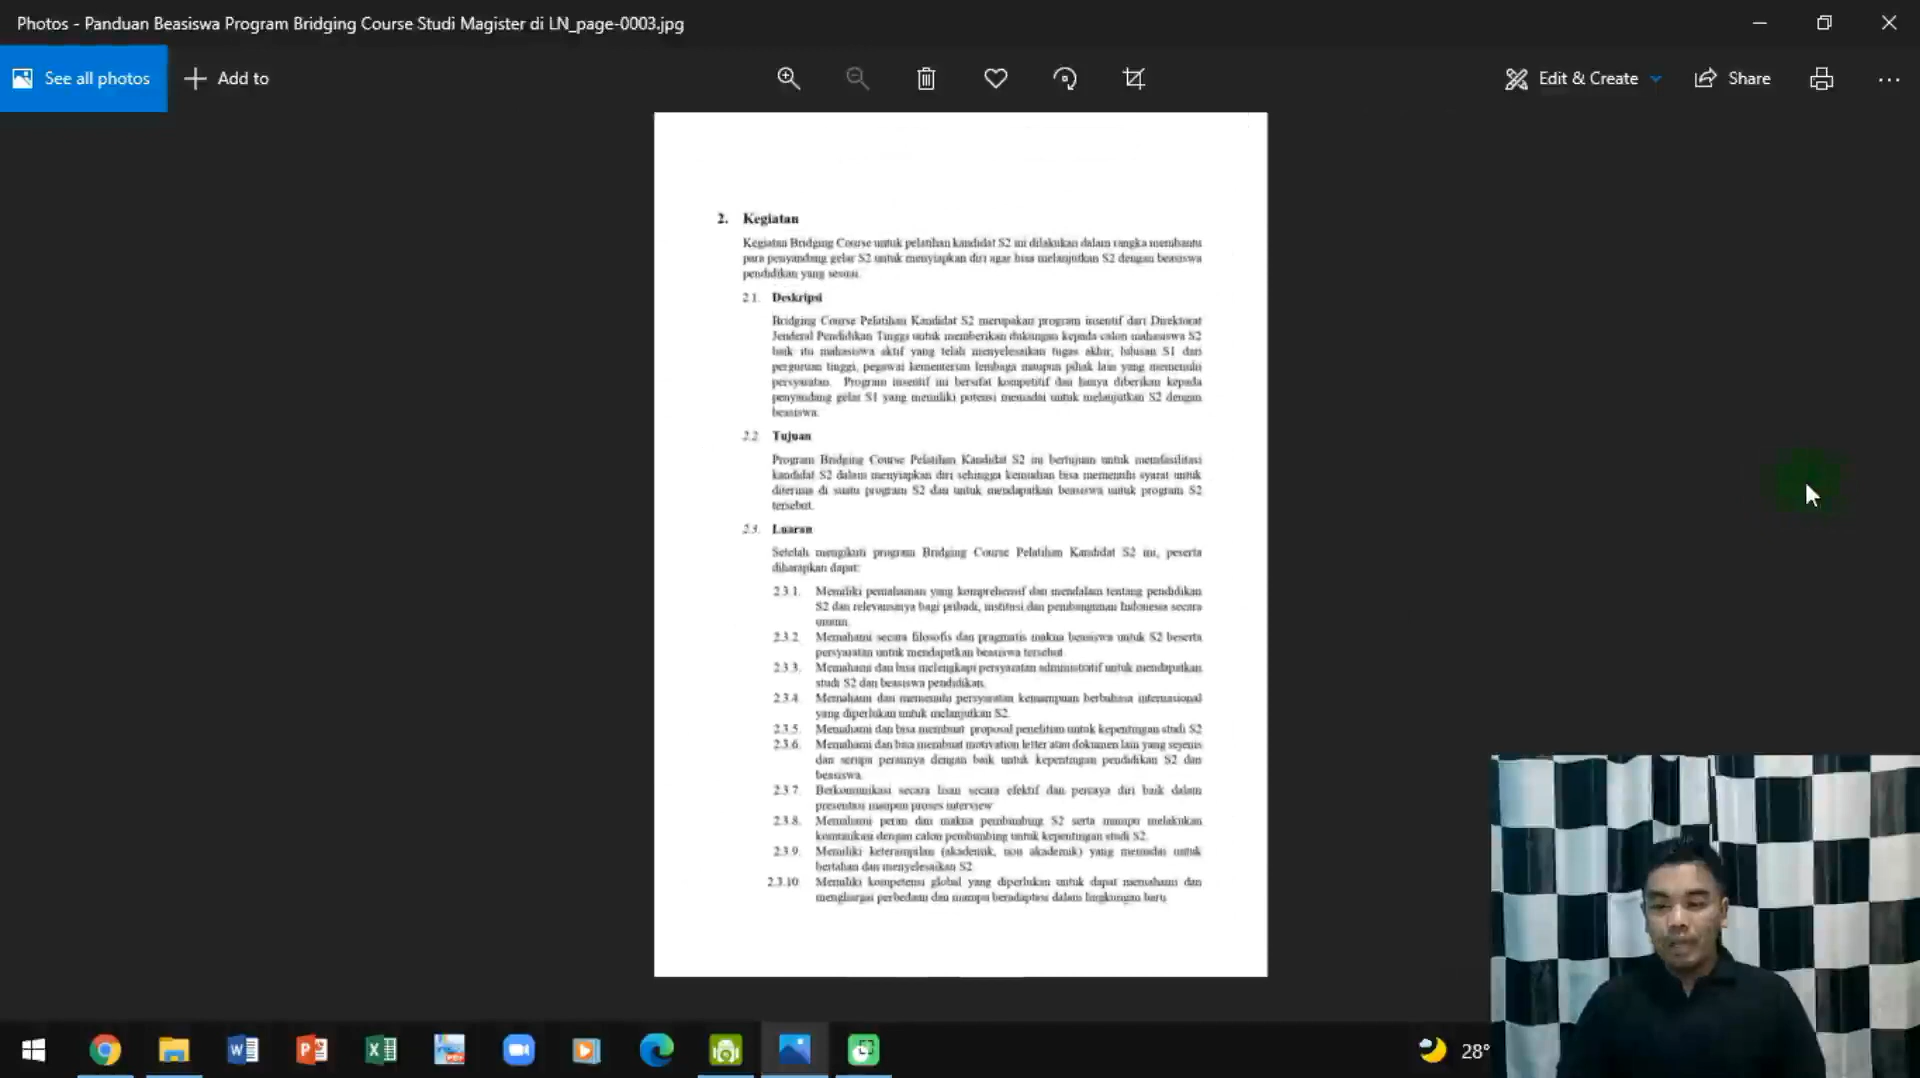 Photos - Panduan Beasiswa Program Bridging Course Studi Magister di LN_page-0003.jpg
See all photos
Add to
Edit & Create
Share
2. Kegiatan
Kegiatan Bridging Course untuk pelatihan kandidat S2 ini dilakukan dalam rangka membantu
para penyandang gelar S2 untuk menyiapkan diri agar bisa melanjutkan S2 dengan beasiswa
pendidikan yang sesuai.
2.1. Deskripsi
Bridging Course Pelatihan Kandidat S2 merupakan program insentif dari Direktorat
Jenderal Pendidikan Tinggi untuk memberikan dukungan kepada calon mahasiswa S2
baik itu mahasiswa aktif yang telah menyelesaikan tugas akhir, lulusan S1 dari
perguruan tinggi, pegawai kementerian lembaga maupun pihak lain yang memenuhi
persyaratan. Program insentif ini bersifat kompetitif dan hanya diberikan kepada
penyandang gelar S1 yang memiliki potensi memadai untuk melanjutkan S2 dengan
beasiswa.
2.2. Tujuan
Program Bridging Course Pelatihan Kandidat S2 ini bertujuan untuk memfasilitasi
kandidat S2 dalam menyiapkan diri sehingga kemudian bisa memenuhi syarat untuk
diterima di suatu program S2 dan untuk mendapatkan beasiswa untuk program S2
tersebut.
2.3. Luaran
Setelah mengikuti program Bridging Course Pelatihan Kandidat S2 ini, peserta
diharapkan dapat:
2.3.1. Memiliki pemahaman yang komprehensif dan mendalam tentang pendidikan
S2 dan relevansinya bagi pribadi, institusi dan pembangunan Indonesia secara
umum.
2.3.2. Memahami secara filosofis dan pragmatis makna beasiswa untuk S2 beserta
persyaratan untuk mendapatkan beasiswa tersebut.
2.3.3. Memahami dan bisa melengkapi persyaratan administratif untuk mendapatkan
studi S2 dan beasiswa pendidikan.
2.3.4. Memahami dan memenuhi persyaratan kemampuan berbahasa internasional
yang diperlukan untuk melanjutkan S2.
2.3.5. Memahami dan bisa membuat proposal penelitian untuk kepentingan studi S2
2.3.6. Memahami dan bisa membuat motivation letter atau dokumen lain yang sejenis
dan serupa perannya dengan baik untuk kepentingan pendidikan S2 dan
beasiswa.
2.3.7. Berkomunikasi secara lisan secara efektif dan percaya diri baik dalam
presentasi maupun proses interview
2.3.8. Memahami peran dan makna pembimbing S2 serta mampu melakukan
komunikasi dengan calon pembimbing untuk kepentingan studi S2.
2.3.9. Memiliki keterampilan (akademik, non akademik) yang memadai untuk
bertahan dan menyelesaikan S2
2.3.10. Memiliki kompetensi global yang diperlukan untuk dapat memahami dan
menghargai perbedaan dan mampu beradaptasi dalam lingkungan baru.
28°